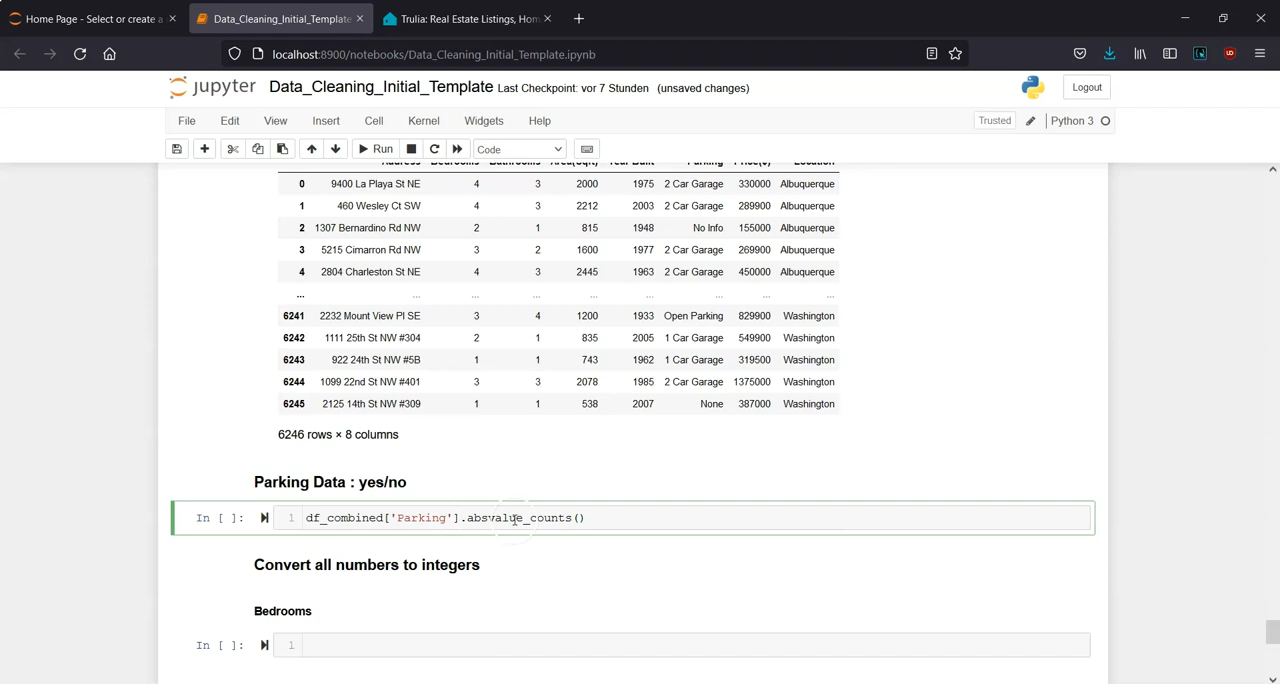 Home Page - Select or create a
Data_Cleaning_Initial_Template
Trulia: Real Estate Listings, Hom
localhost:8900/notebooks/Data_Cleaning_Initial_Template.ipynb
jupyter Data_Cleaning_Initial_Template Last Checkpoint: vor 7 Stunden (unsaved changes) Logout
File Edit View Insert Cell Kernel Widgets Help Trusted Python 3
Run Code
Address Bedrooms Bathrooms Area(Sqft) Year Built Parking Price($) Location
0 9400 La Playa St NE 4 3 2000 1975 2 Car Garage 330000 Albuquerque
1 460 Wesley Ct SW 4 3 2212 2003 2 Car Garage 289900 Albuquerque
2 1307 Bernardino Rd NW 2 1 815 1948 No Info 155000 Albuquerque
3 5215 Cimarron Rd NW 3 2 1600 1977 2 Car Garage 269900 Albuquerque
4 2804 Charleston St NE 4 3 2445 1963 2 Car Garage 450000 Albuquerque
... ... ... ... ... ... ... ... ...
6241 2232 Mount View Pl SE 3 4 1200 1933 Open Parking 829900 Washington
6242 1111 25th St NW #304 2 1 835 2005 1 Car Garage 549900 Washington
6243 922 24th St NW #5B 1 1 743 1962 1 Car Garage 319500 Washington
6244 1099 22nd St NW #401 3 3 2078 1985 2 Car Garage 1375000 Washington
6245 2125 14th St NW #309 1 1 538 2007 None 387000 Washington
6246 rows × 8 columns
Parking Data : yes/no
In [ ]: 1 df_combined['Parking'].absvalue_counts()
Convert all numbers to integers
Bedrooms
In [ ]: 1